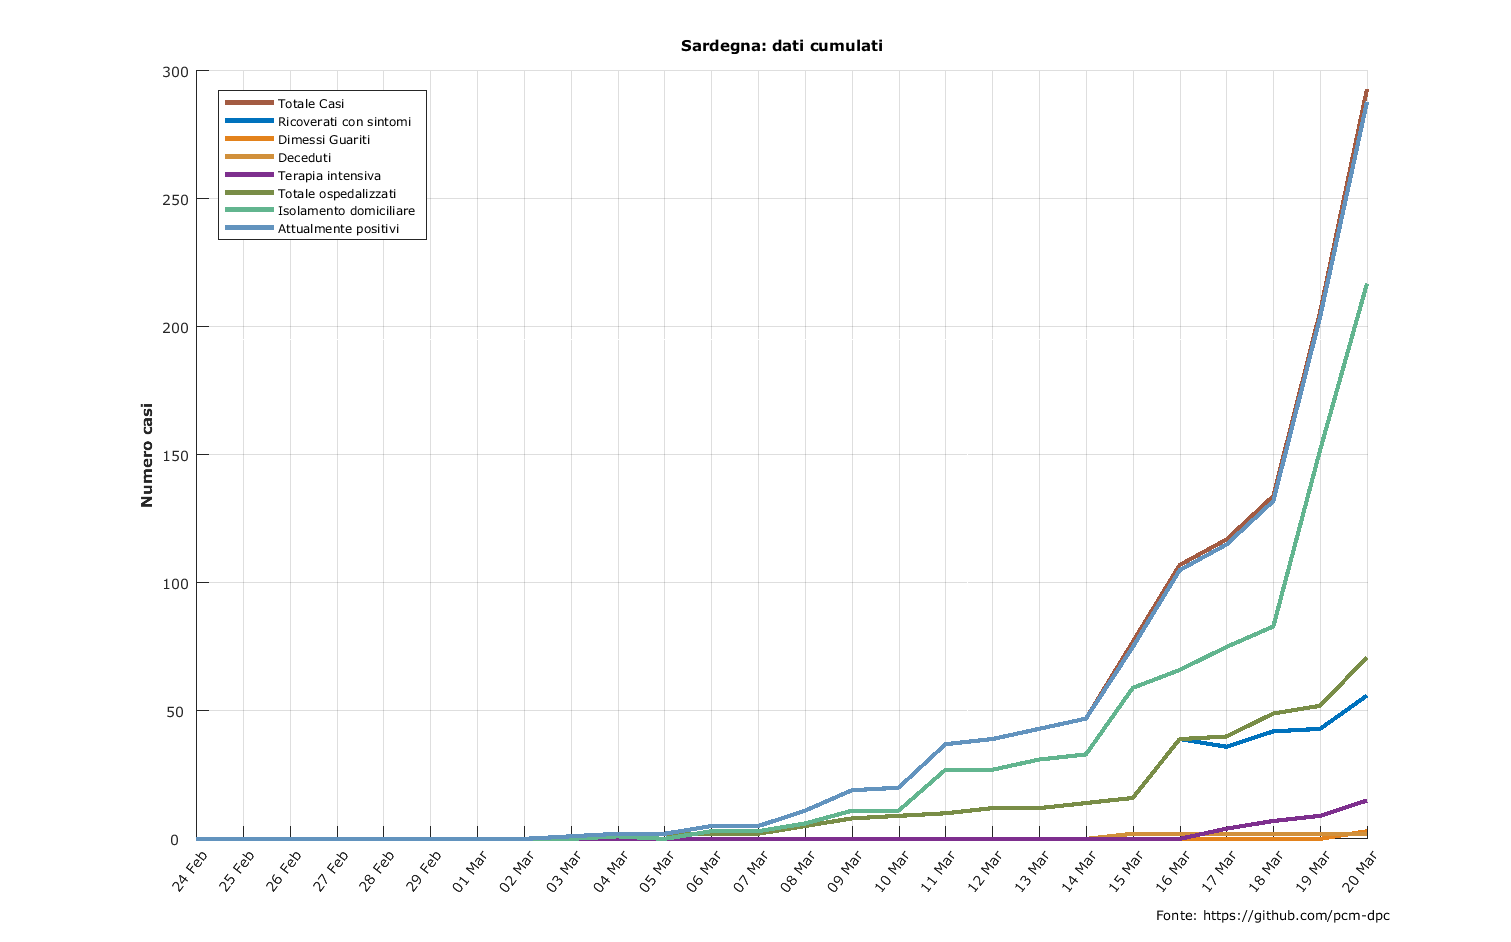 Sardegna: dati cumulati
Numero casi
300
250
200
150
100
50
0
Totale Casi
Ricoverati con sintomi
Dimessi Guariti
Deceduti
Terapia intensiva
Totale ospedalizzati
Isolamento domiciliare
Attualmente positivi
24 Feb
25 Feb
26 Feb
27 Feb
28 Feb
29 Feb
01 Mar
02 Mar
03 Mar
04 Mar
05 Mar
06 Mar
07 Mar
08 Mar
09 Mar
10 Mar
11 Mar
12 Mar
13 Mar
14 Mar
15 Mar
16 Mar
17 Mar
18 Mar
19 Mar
20 Mar
Fonte: https://github.com/pcm-dpc